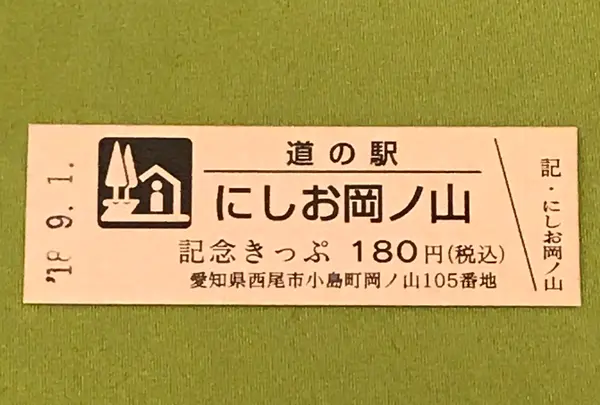 '18.9.1.
道の駅
にしお岡ノ山
記念きっぷ 180円(税込)
愛知県西尾市小島町岡ノ山105番地
記・にしお岡ノ山